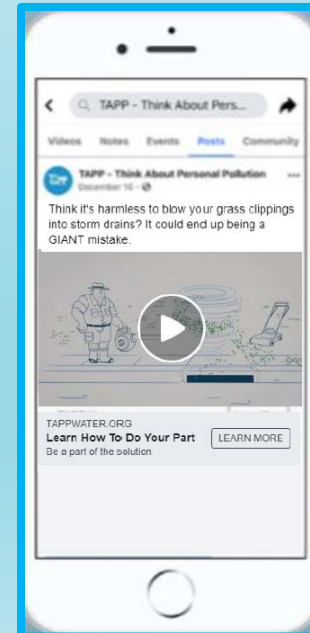 TAPP - Think About Pers...
Videos Notes Events Posts Community
TAPP
TAPP - Think About Personal Pollution
December 16
Think it's harmless to blow your grass clippings
into storm drains? It could end up being a
GIANT mistake.
TAPPWATER.ORG
Learn How To Do Your Part
LEARN MORE
Be a part of the solution